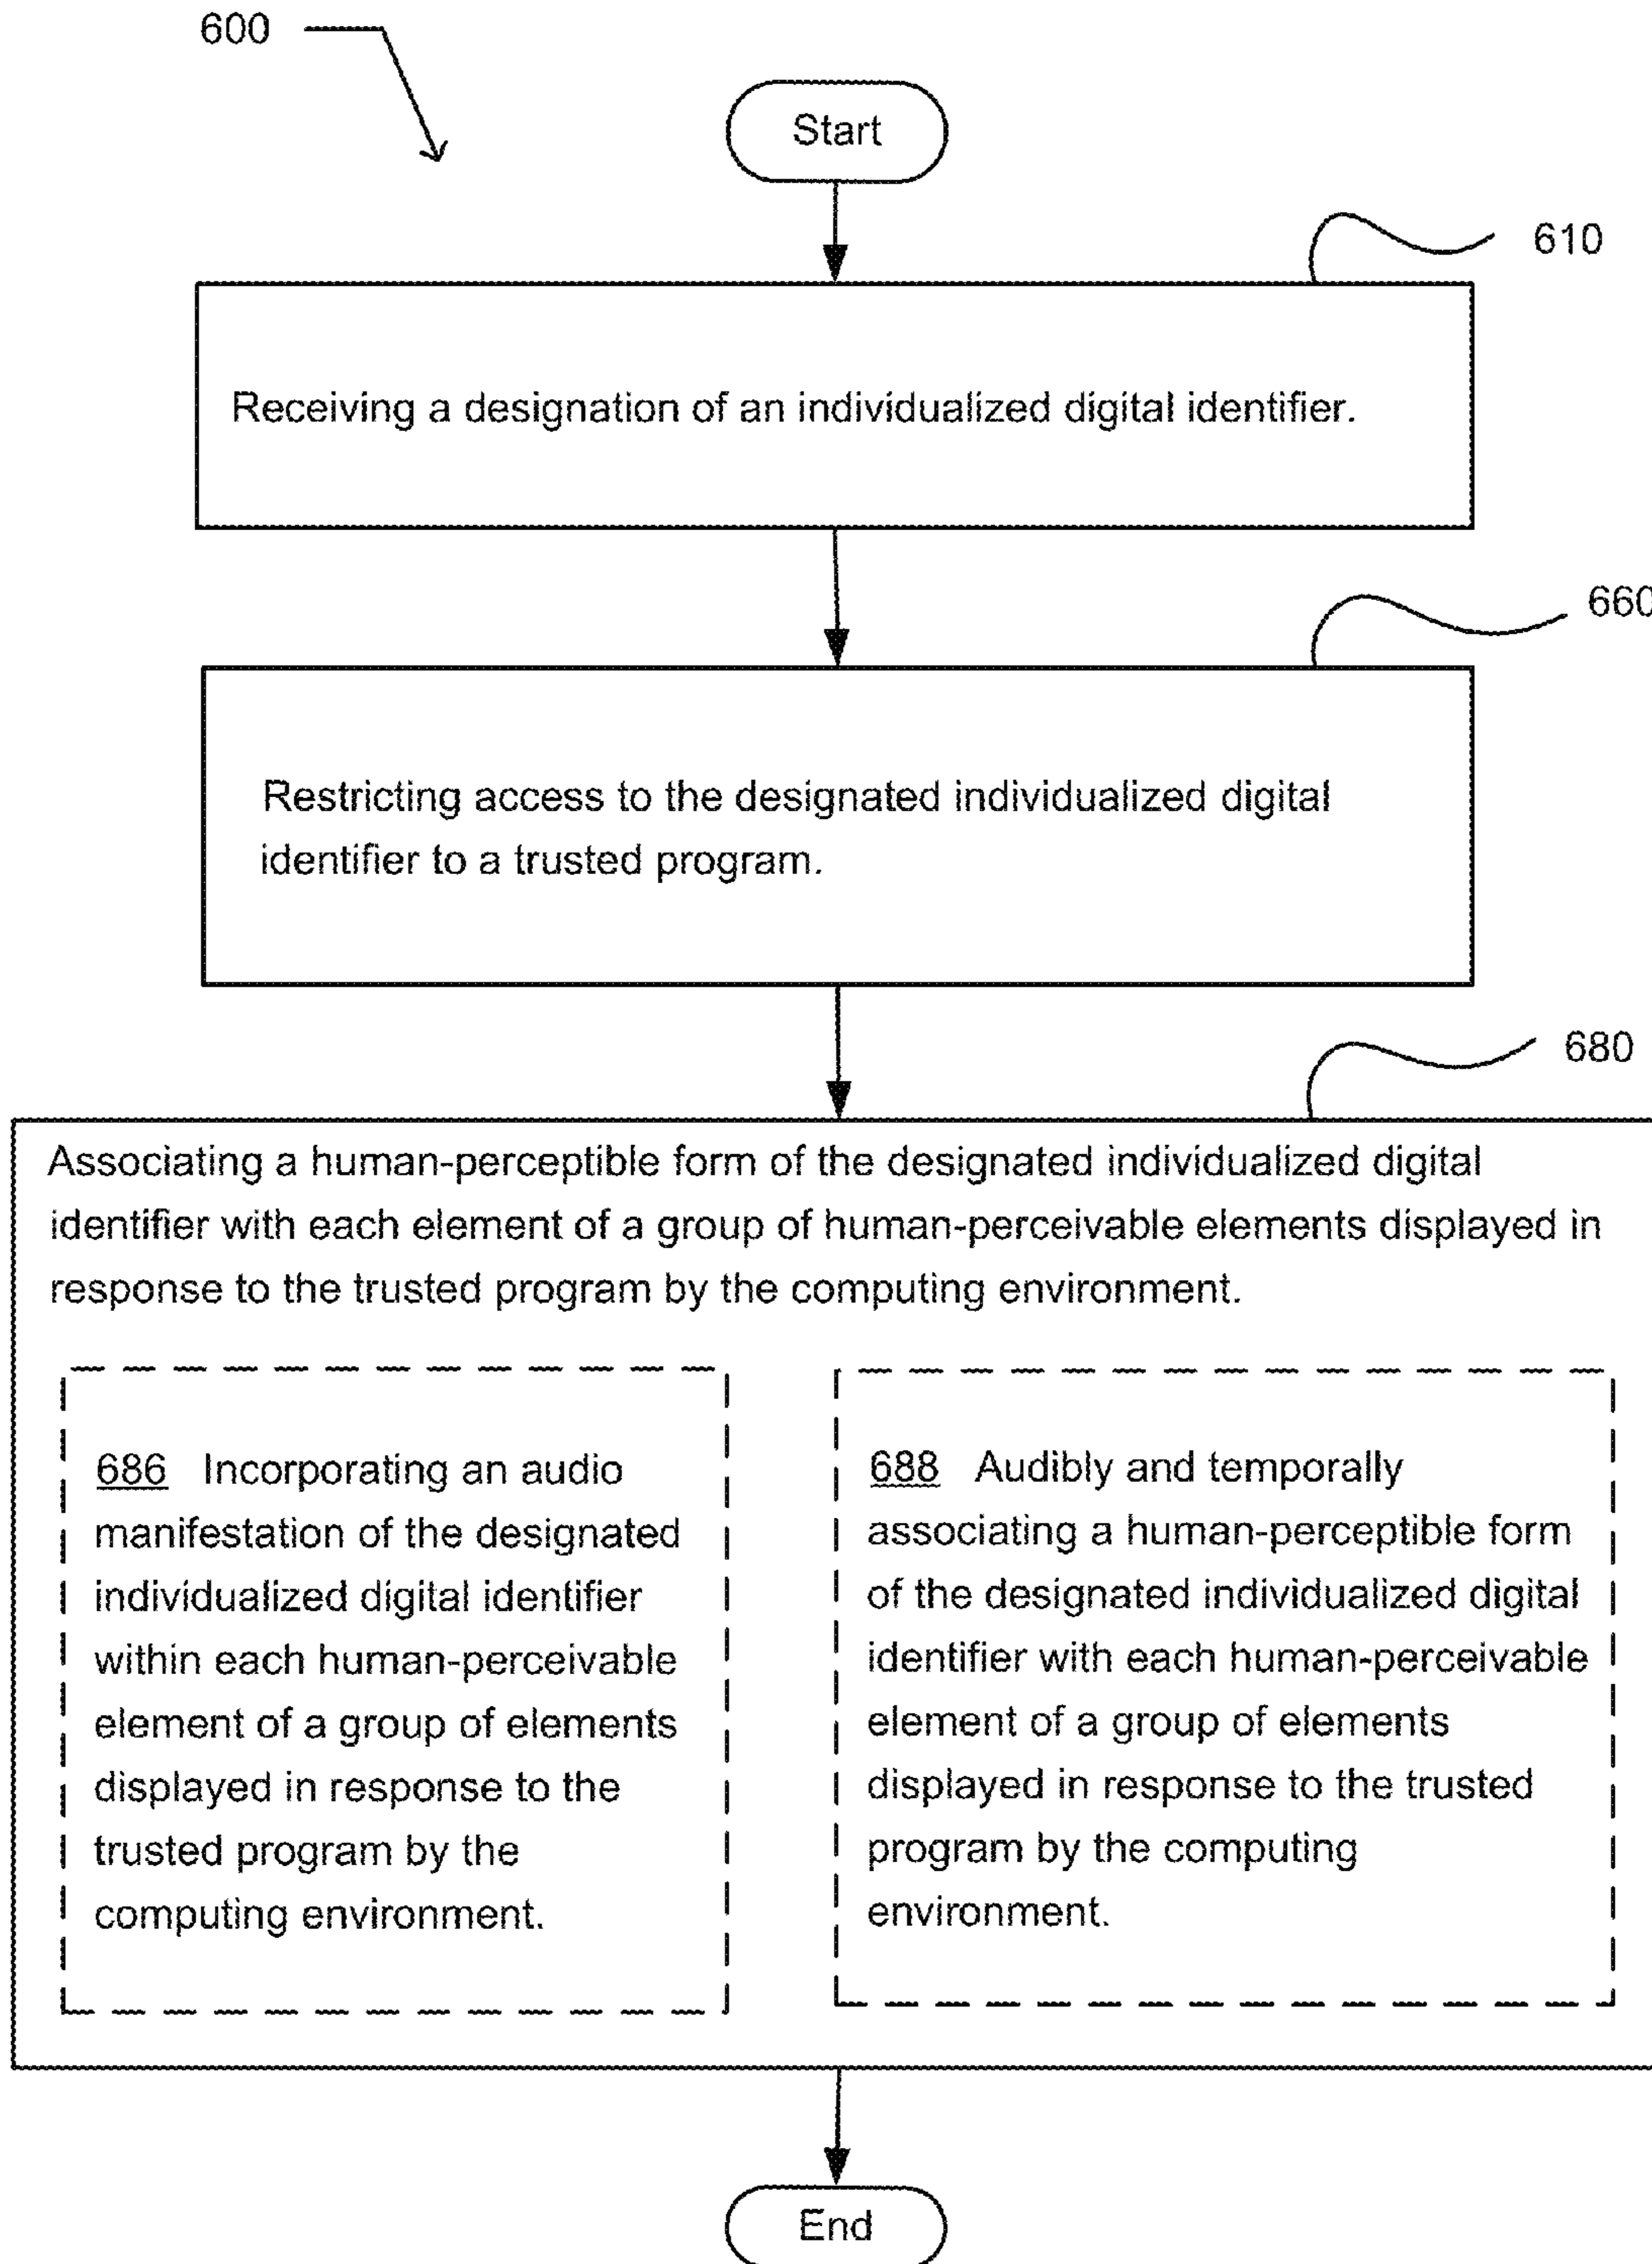 600
Start
610
Receiving a designation of an individualized digital identifier.
660
Restricting access to the designated individualized digital
identifier to a trusted program.
680
Associating a human-perceptible form of the designated individualized digital
identifier with each element of a group of human-perceivable elements displayed in
response to the trusted program by the computing environment.
686 Incorporating an audio
manifestation of the designated
individualized digital identifier
within each human-perceivable
element of a group of elements
displayed in response to the
trusted program by the
computing environment.
688 Audibly and temporally
associating a human-perceptible form
of the designated individualized digital
identifier with each human-perceivable
element of a group of elements
displayed in response to the trusted
program by the computing
environment.
End